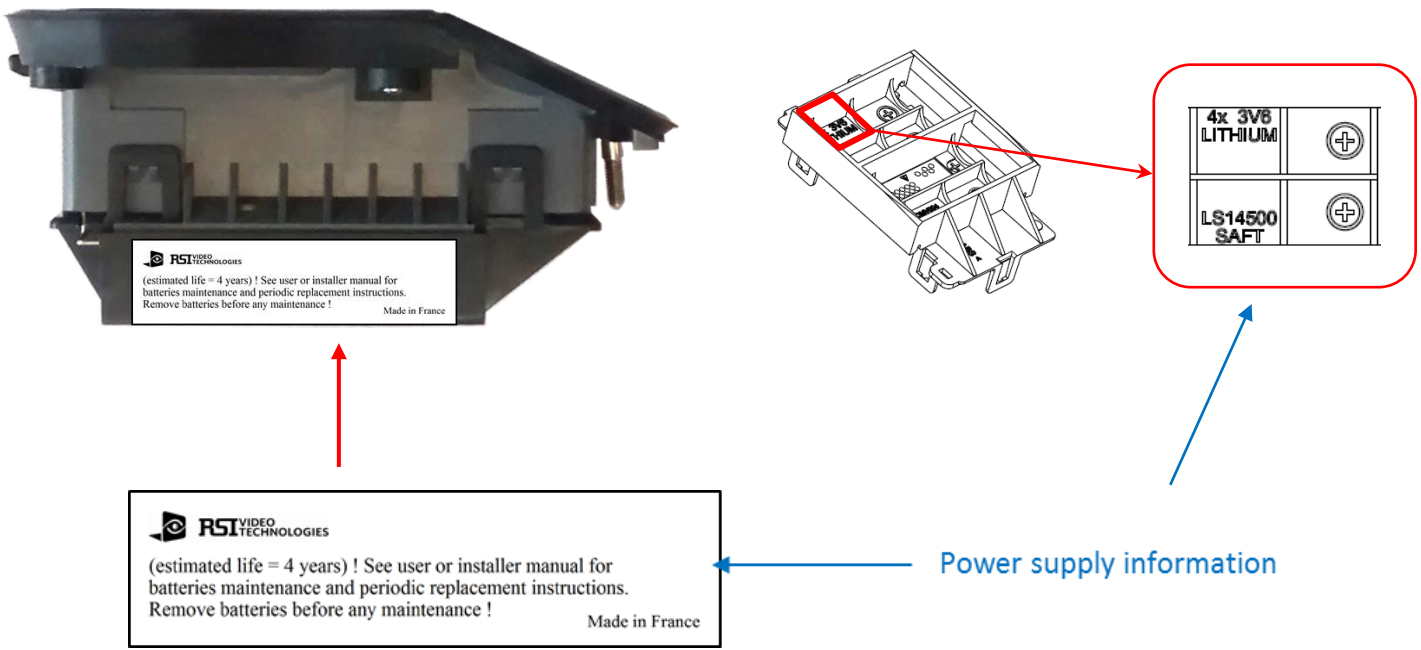 RSI VIDEO
TECHNOLOGIES
(estimated life = 4 years) ! See user or installer manual for
batteries maintenance and periodic replacement instructions.
Remove batteries before any maintenance !
Made in France
3V6
4x 3V6
LITHIUM
LS14500
SAFT
RSI VIDEO
TECHNOLOGIES
(estimated life = 4 years) ! See user or installer manual for
batteries maintenance and periodic replacement instructions.
Remove batteries before any maintenance !
Made in France
Power supply information